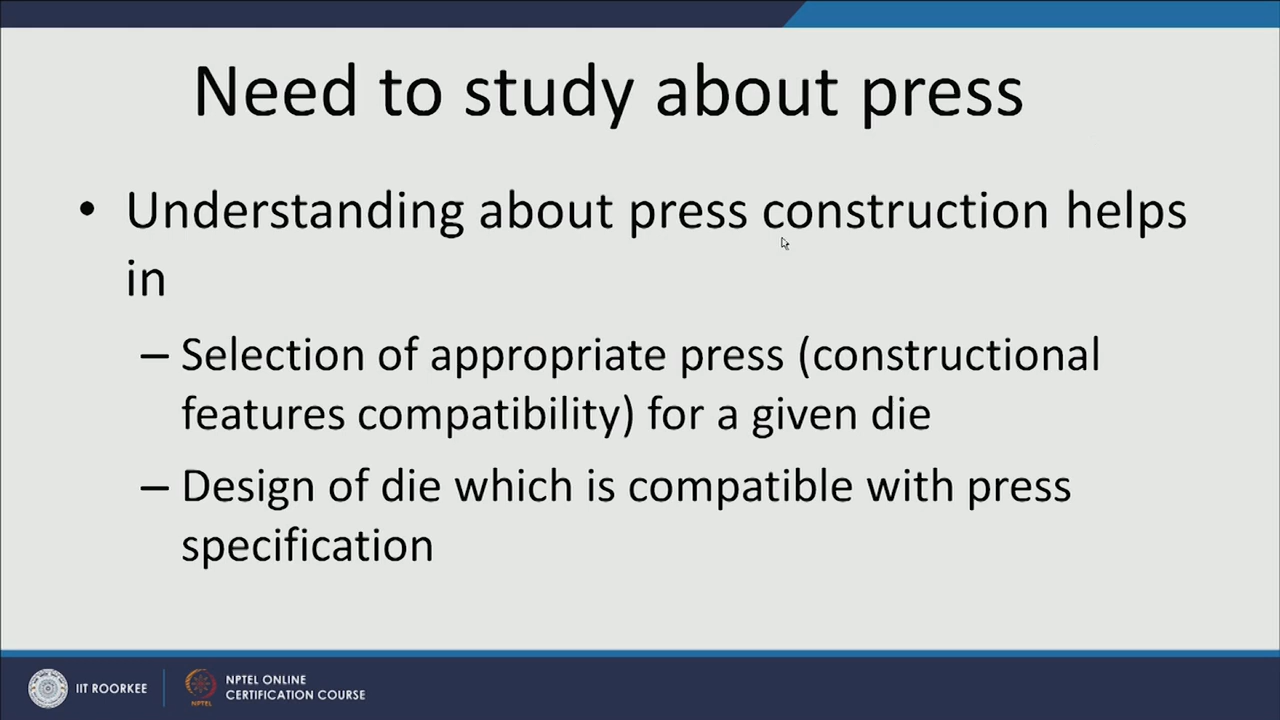 Need to study about press
• Understanding about press construction helps
in
– Selection of appropriate press (constructional
features compatibility) for a given die
– Design of die which is compatible with press
specification
IIT ROORKEE
NPTEL
NPTEL ONLINE
CERTIFICATION COURSE